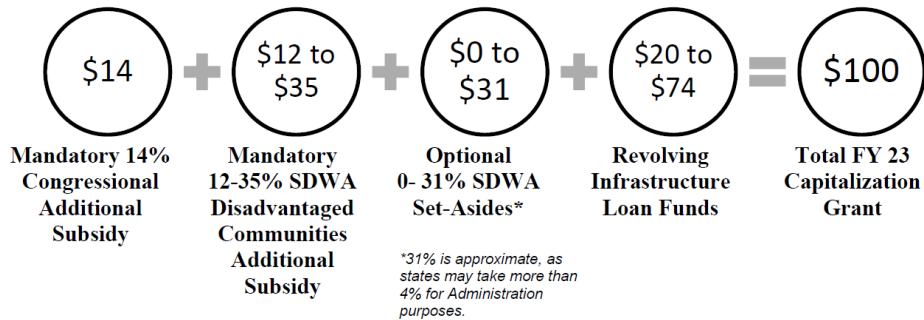 $14
$12 to
$35
$0 to
$31
$20 to
$74
$100
Mandatory 14%
Congressional
Additional
Subsidy
Mandatory
12-35% SDWA
Disadvantaged
Communities
Additional
Subsidy
Optional
0- 31% SDWA
Set-Asides*
*31% is approximate, as
states may take more than
4% for Administration
purposes.
Revolving
Infrastructure
Loan Funds
Total FY 23
Capitalization
Grant